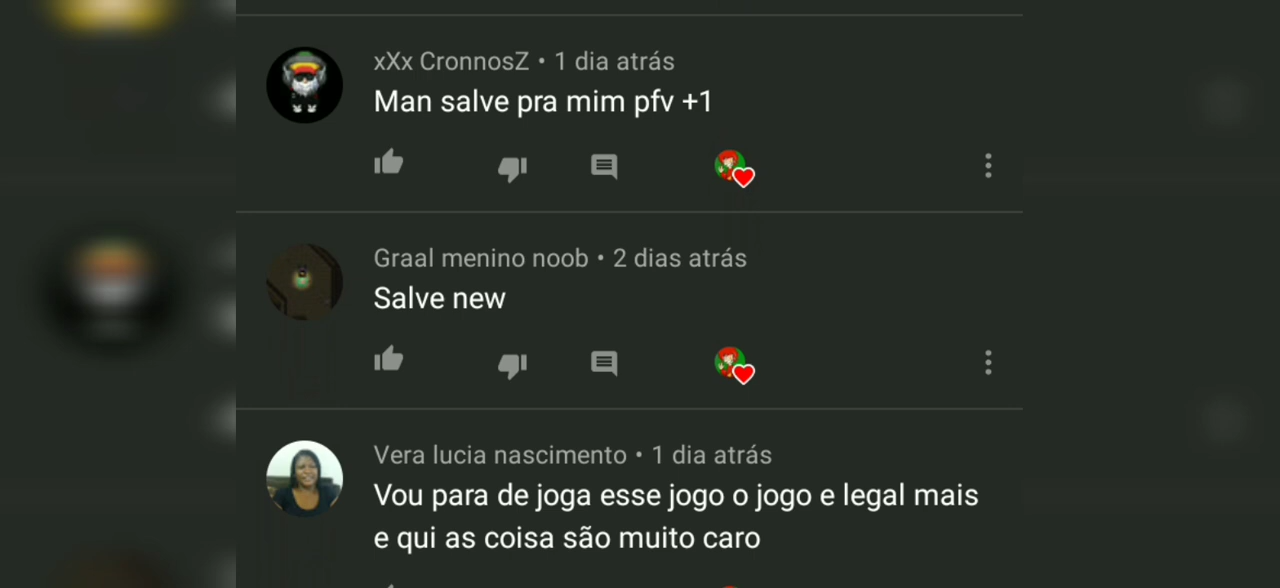 xXx CronnosZ • 1 dia atrás
Man salve pra mim pfv +1
Graal menino noob • 2 dias atrás
Salve new
Vera lucia nascimento • 1 dia atrás
Vou para de joga esse jogo o jogo e legal mais
e qui as coisa são muito caro